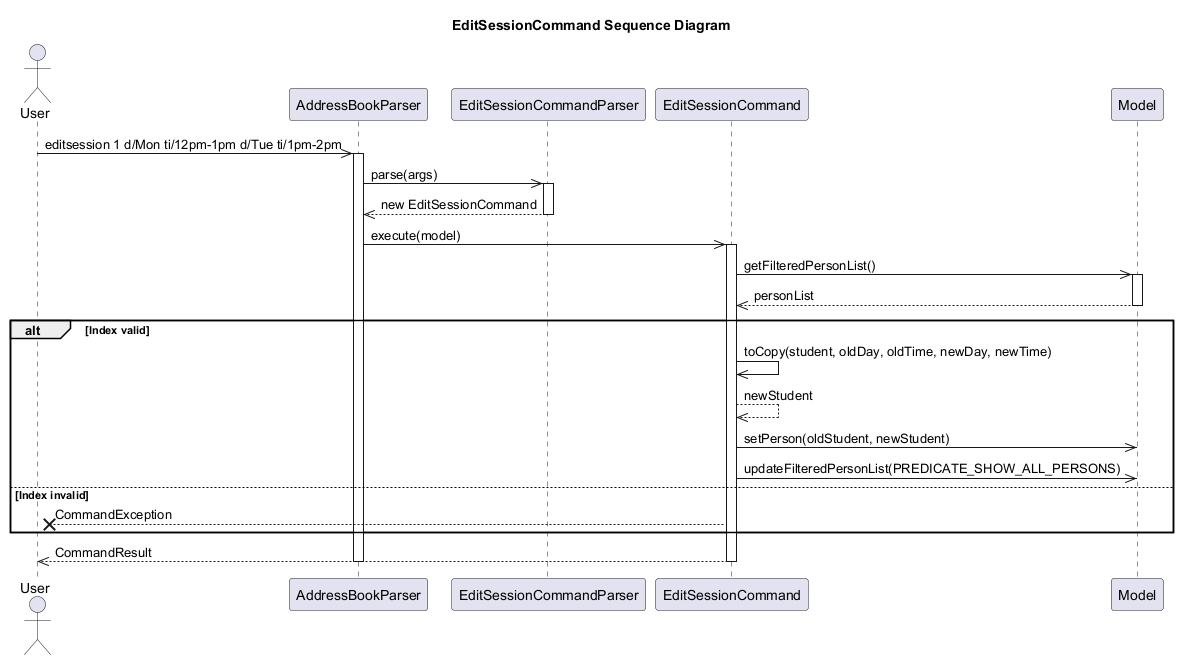 EditSessionCommand Sequence Diagram
User
AddressBookParser
EditSessionCommandParser
EditSessionCommand
Model
editsession 1 d/Mon ti/12pm-1pm d/Tue ti/1pm-2pm
parse(args)
new EditSessionCommand
execute(model)
getFilteredPersonList()
personList
alt
[Index valid]
toCopy(student, oldDay, oldTime, newDay, newTime)
newStudent
setPerson(oldStudent, newStudent)
updateFilteredPersonList(PREDICATE_SHOW_ALL_PERSONS)
[Index invalid]
CommandException
CommandResult
User
AddressBookParser
EditSessionCommandParser
EditSessionCommand
Model